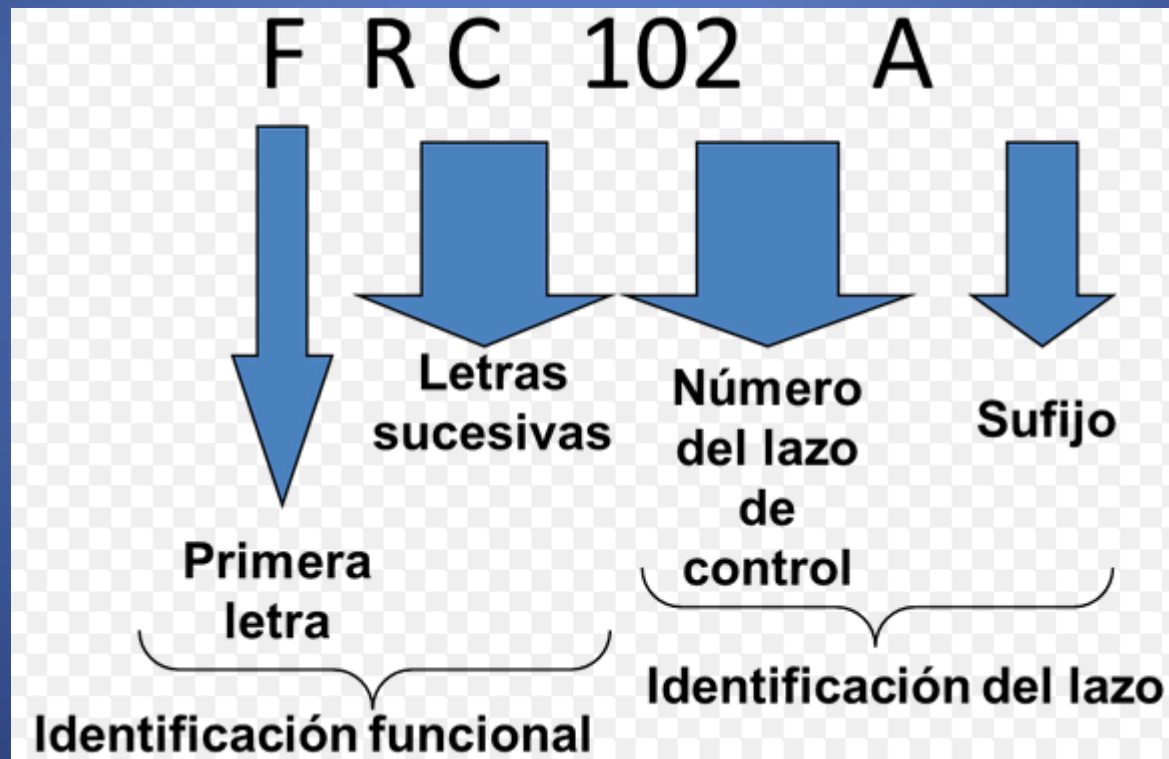 F R C 102 A
Letras
sucesivas
Número
del lazo
de
control
Sufijo
Primera
letra
Identificación funcional
Identificación del lazo